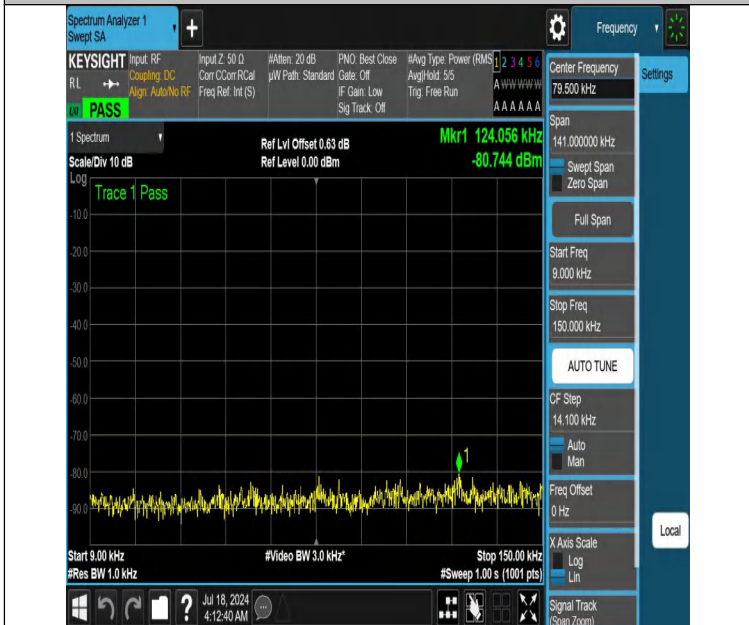 Spectrum Analyzer 1
Swept SA
Frequency
KEYSIGHT
RL
PASS
Input: RF
Coupling: DC
Align: Auto/No RF
Input Z: 50 Ω
Corr CCorr RCal
Freq Ref: Int (S)
#Atten: 20 dB
µW Path: Standard
PNO: Best Close
Gate: Off
IF Gain: Low
Sig Track: Off
#Avg Type: Power (RMS
Avg|Hold: 5/5
Trig: Free Run
1 2 3 4 5 6
A W W W W W
A A A A A A
1 Spectrum
Scale/Div 10 dB
Ref Lvl Offset 0.63 dB
Ref Level 0.00 dBm
Mkr1 124.056 kHz
-80.744 dBm
Log
Trace 1 Pass
-10.0
-20.0
-30.0
-40.0
-50.0
-60.0
-70.0
-80.0
-90.0
1
Start 9.00 kHz
#Res BW 1.0 kHz
#Video BW 3.0 kHz*
Stop 150.00 kHz
#Sweep 1.00 s (1001 pts)
Jul 18, 2024
4:12:40 AM
Center Frequency
79.500 kHz
Settings
Span
141.000000 kHz
Swept Span
Zero Span
Full Span
Start Freq
9.000 kHz
Stop Freq
150.000 kHz
AUTO TUNE
CF Step
14.100 kHz
Auto
Man
Freq Offset
0 Hz
X Axis Scale
Log
Lin
Local
Signal Track
(Span Zoom)